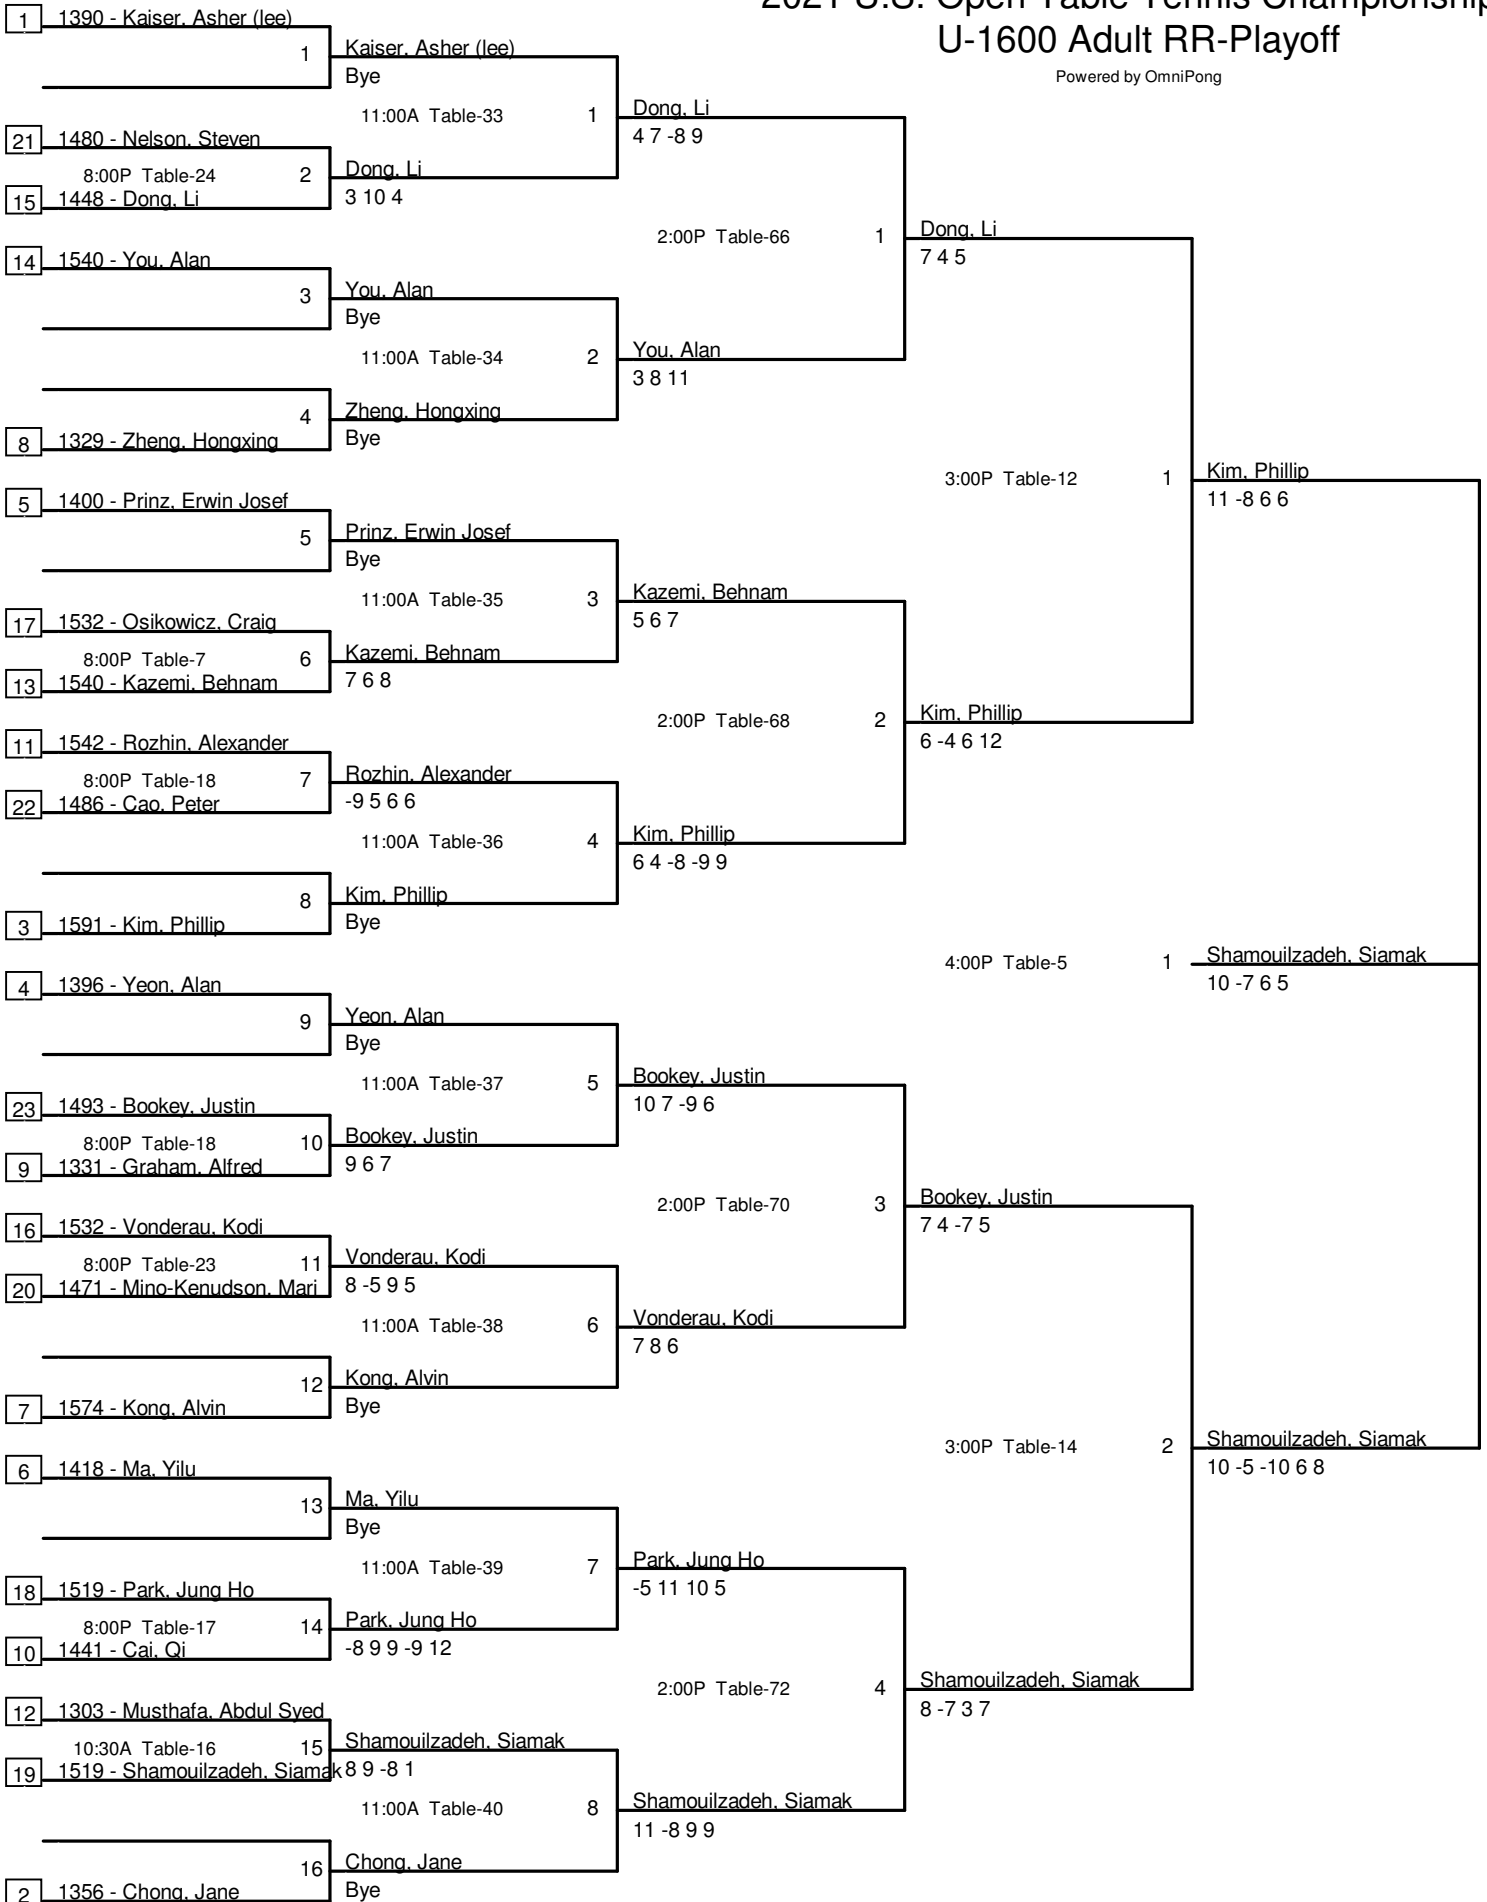 2021 U.S. Open Table Tennis Championship
U-1600 Adult RR-Playoff
Powered by OmniPong
1 1390 - Kaiser, Asher (lee)
1 Kaiser, Asher (lee)
Bye
11:00A Table-33 1 Dong, Li
4 7 -8 9
21 1480 - Nelson, Steven
8:00P Table-24 2 Dong, Li
15 1448 - Dong, Li
3 10 4
2:00P Table-66 1 Dong, Li
7 4 5
14 1540 - You, Alan
3 You, Alan
Bye
11:00A Table-34 2 You, Alan
3 8 11
4 Zheng, Hongxing
8 1329 - Zheng, Hongxing
Bye
3:00P Table-12 1 Kim, Phillip
11 -8 6 6
5 1400 - Prinz, Erwin Josef
5 Prinz, Erwin Josef
Bye
11:00A Table-35 3 Kazemi, Behnam
5 6 7
17 1532 - Osikowicz, Craig
8:00P Table-7 6 Kazemi, Behnam
13 1540 - Kazemi, Behnam
7 6 8
2:00P Table-68 2 Kim, Phillip
6 -4 6 12
11 1542 - Rozhin, Alexander
8:00P Table-18 7 Rozhin, Alexander
22 1486 - Cao, Peter
-9 5 6 6
11:00A Table-36 4 Kim, Phillip
6 4 -8 -9 9
8 Kim, Phillip
3 1591 - Kim, Phillip
Bye
4:00P Table-5 1 Shamouilzadeh, Siamak
10 -7 6 5
4 1396 - Yeon, Alan
9 Yeon, Alan
Bye
11:00A Table-37 5 Bookey, Justin
10 7 -9 6
23 1493 - Bookey, Justin
8:00P Table-18 10 Bookey, Justin
9 1331 - Graham, Alfred
9 6 7
2:00P Table-70 3 Bookey, Justin
7 4 -7 5
16 1532 - Vonderau, Kodi
8:00P Table-23 11 Vonderau, Kodi
20 1471 - Mino-Kenudson, Mari
8 -5 9 5
11:00A Table-38 6 Vonderau, Kodi
7 8 6
12 Kong, Alvin
7 1574 - Kong, Alvin
Bye
3:00P Table-14 2 Shamouilzadeh, Siamak
10 -5 -10 6 8
6 1418 - Ma, Yilu
13 Ma, Yilu
Bye
11:00A Table-39 7 Park, Jung Ho
-5 11 10 5
18 1519 - Park, Jung Ho
8:00P Table-17 14 Park, Jung Ho
10 1441 - Cai, Qi
-8 9 9 -9 12
2:00P Table-72 4 Shamouilzadeh, Siamak
8 -7 3 7
12 1303 - Musthafa, Abdul Syed
10:30A Table-16 15 Shamouilzadeh, Siamak
19 1519 - Shamouilzadeh, Siamak
8 9 -8 1
11:00A Table-40 8 Shamouilzadeh, Siamak
11 -8 9 9
16 Chong, Jane
2 1356 - Chong, Jane
Bye